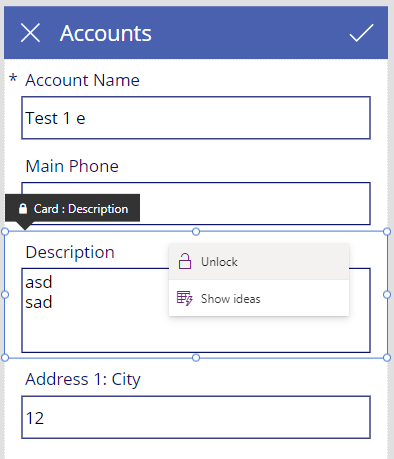 Accounts
* Account Name
Test 1 e
Main Phone
Card : Description
Description
Unlock
asd
sad
Show ideas
Address 1: City
12